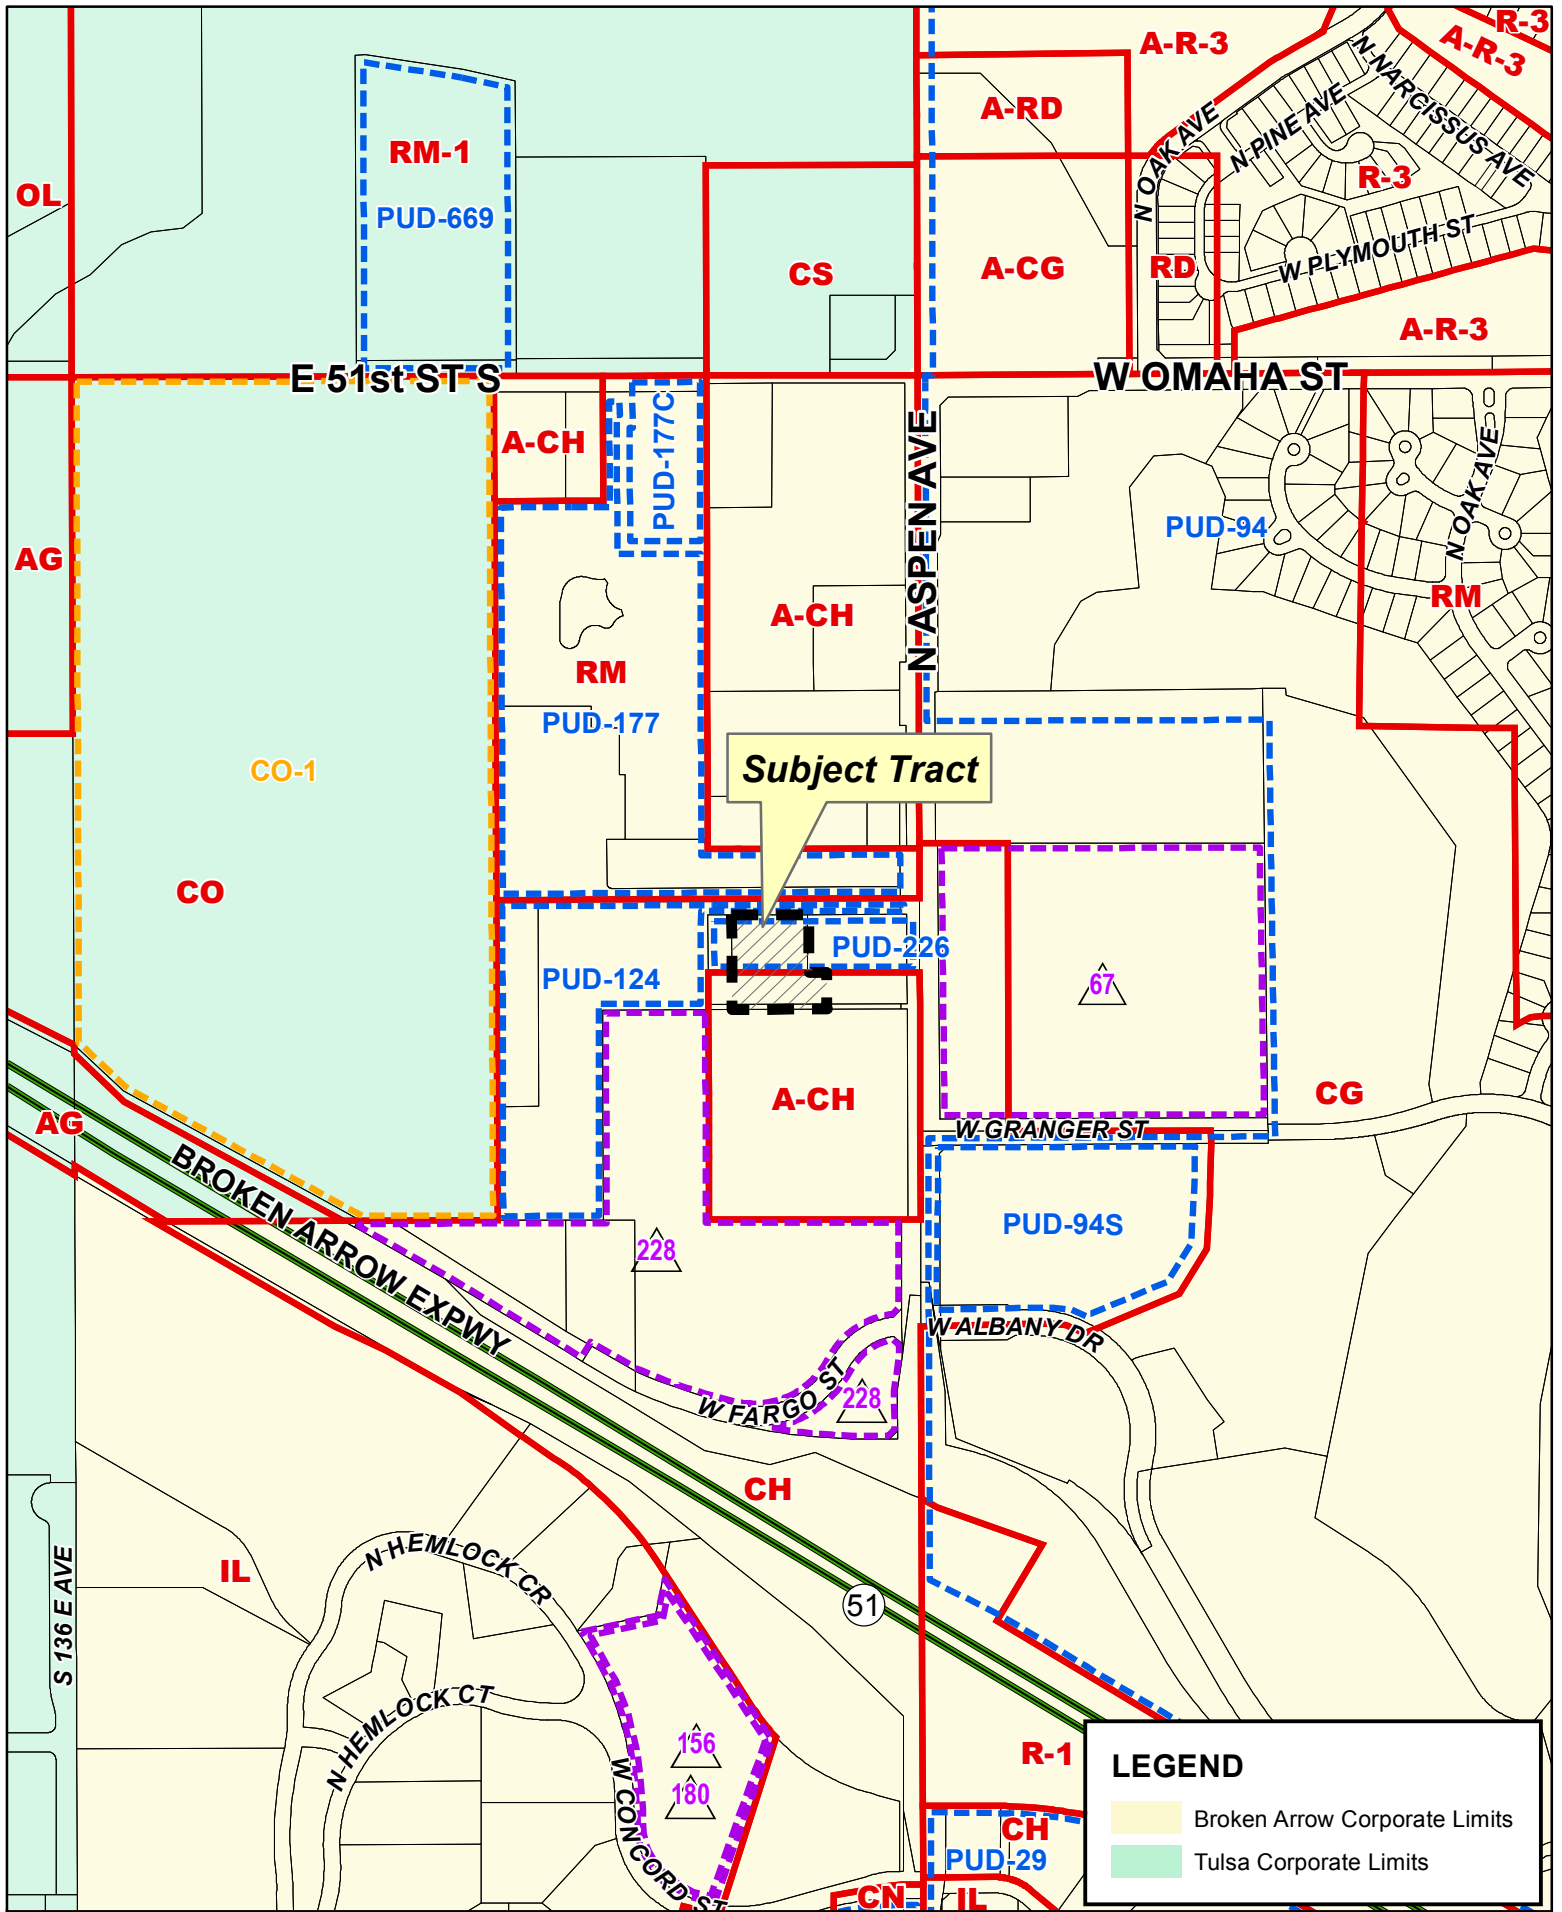 R-3
A-R-3
A-R-3
N NARCISSUS AVE
A-RD
N PINE AVE
N OAK AVE
RM-1
R-3
OL
PUD-669
W PLYMOUTH ST
CS
A-CG
RD
A-R-3
E 51st ST S
W OMAHA ST
A-CH
PUD-177C
N ASPEN AVE
N OAK AVE
PUD-94
AG
A-CH
RM
RM
PUD-177
Subject Tract
CO-1
CO
PUD-226
PUD-124
67
A-CH
CG
AG
W GRANGER ST
BROKEN ARROW EXPWY
PUD-94S
228
W ALBANY DR
W FARGO ST
228
CH
N HEMLOCK CR
IL
51
S 136 E AVE
N HEMLOCK CT
156
180
W CONCORD ST
R-1
CH
PUD-29
CN
IL
LEGEND
Broken Arrow Corporate Limits
Tulsa Corporate Limits